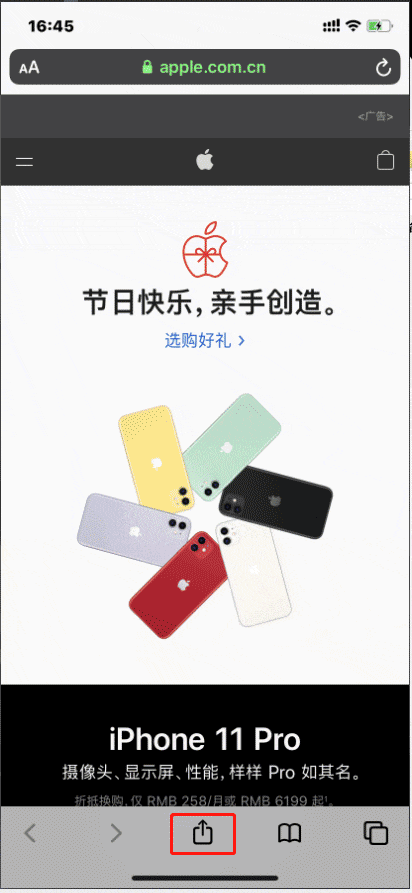 16:45
AA apple.com.cn
<广告>
节日快乐，亲手创造。
选购好礼 >
iPhone 11 Pro
摄像头、显示屏、性能，样样 Pro 如其名。
折抵换购，仅 RMB 258/月或 RMB 6199 起¹。